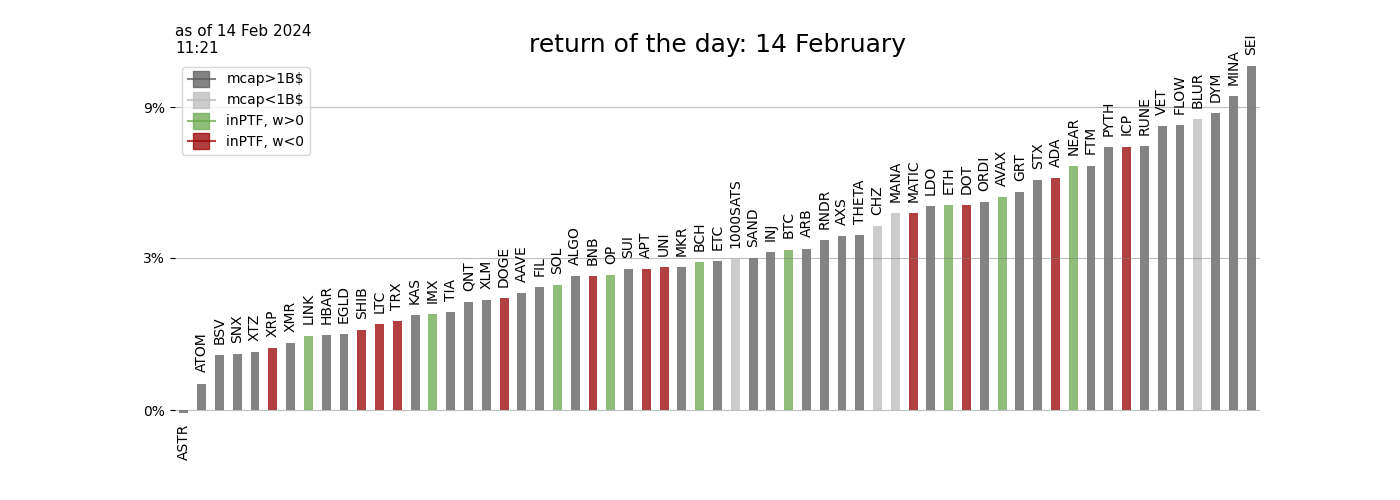 as of 14 Feb 2024
11:21
return of the day: 14 February
mcap>1B$
mcap<1B$
inPTF, w>0
inPTF, w<0
9%
3%
0%
ASTR
ATOM
BSV
SNX
XTZ
XRP
XMR
LINK
HBAR
EGLD
SHIB
LTC
TRX
KAS
IMX
TIA
QNT
XLM
DOGE
AAVE
FIL
SOL
ALGO
BNB
OP
SUI
APT
UNI
MKR
BCH
ETC
1000SATS
SAND
INJ
BTC
ARB
RNDR
AXS
THETA
CHZ
MANA
MATIC
LDO
ETH
DOT
ORDI
AVAX
GRT
STX
ADA
NEAR
FTM
PYTH
ICP
RUNE
VET
FLOW
BLUR
DYM
MINA
SEI